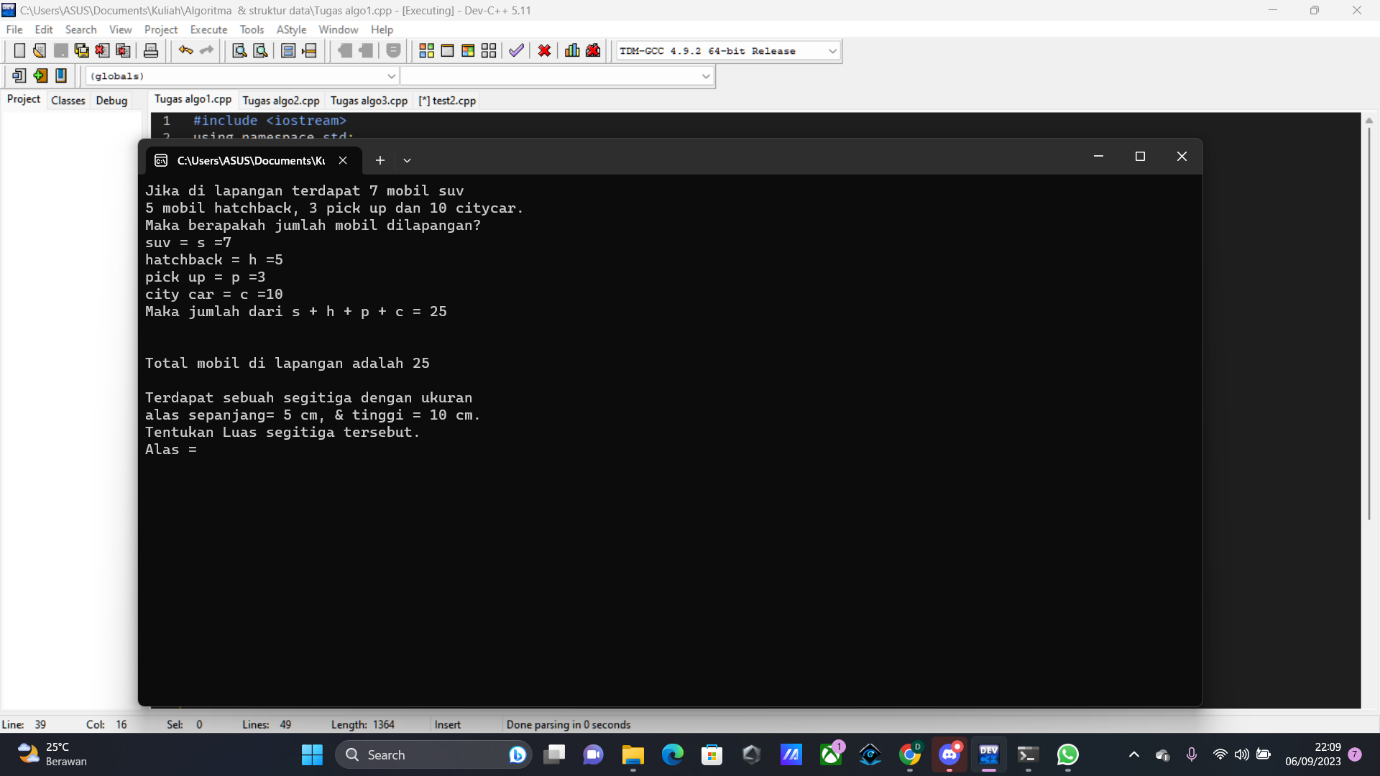 C:\Users\ASUS\Documents\Kuliah\Algoritma & struktur data\Tugas algo1.cpp - [Executing] - Dev-C++ 5.11
File Edit Search View Project Execute Tools AStyle Window Help
TDM-GCC 4.9.2 64-bit Release
(globals)
Project Classes Debug
Tugas algo1.cpp Tugas algo2.cpp Tugas algo3.cpp [*] test2.cpp
1 #include <iostream>
2 using namespace std;
C:\Users\ASUS\Documents\Ku
Jika di lapangan terdapat 7 mobil suv
5 mobil hatchback, 3 pick up dan 10 citycar.
Maka berapakah jumlah mobil dilapangan?
suv = s =7
hatchback = h =5
pick up = p =3
city car = c =10
Maka jumlah dari s + h + p + c = 25
Total mobil di lapangan adalah 25
Terdapat sebuah segitiga dengan ukuran
alas sepanjang= 5 cm, & tinggi = 10 cm.
Tentukan Luas segitiga tersebut.
Alas =
Line: 39 Col: 16 Sel: 0 Lines: 49 Length: 1364 Insert Done parsing in 0 seconds
25°C
Berawan
Search
1
D
DEV
22:09
06/09/2023
7